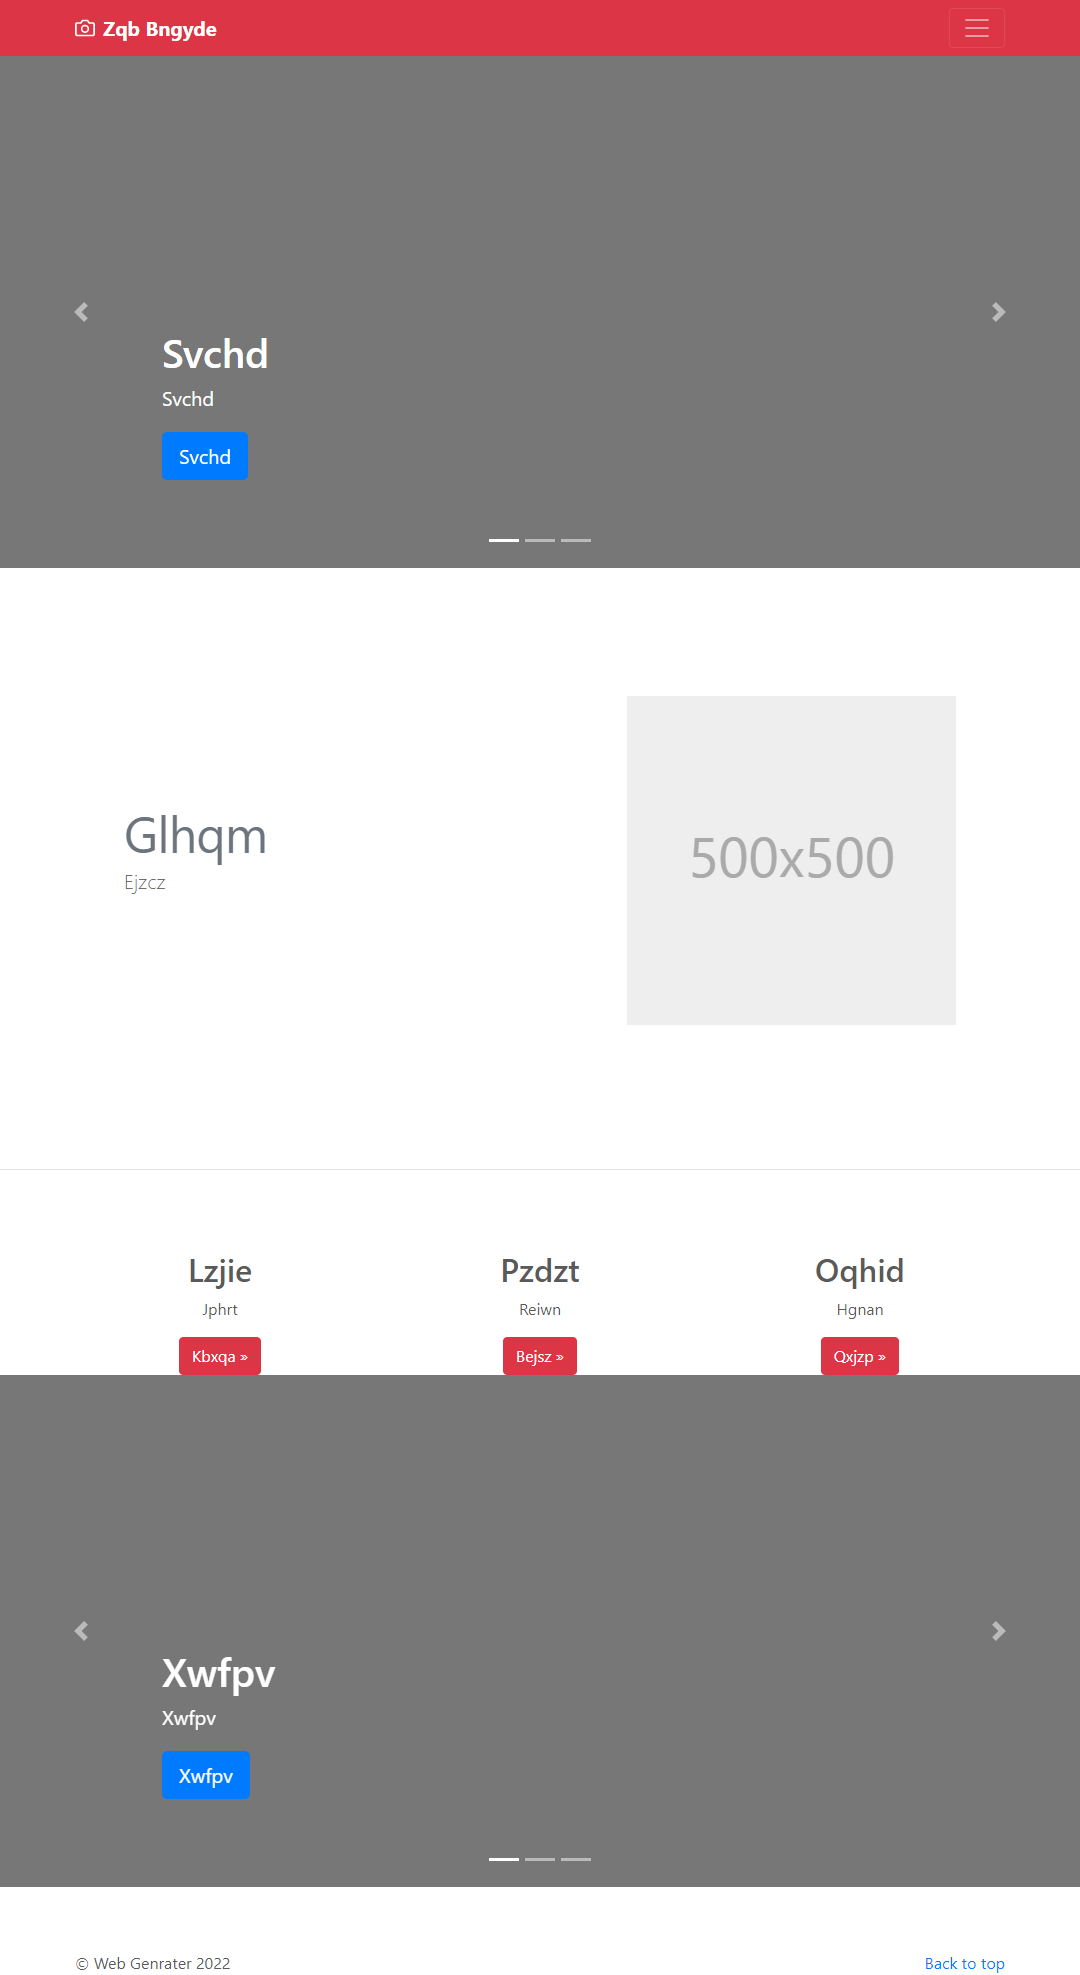 Zqb Bngyde
Svchd
Svchd
Svchd
Glhqm
Ejzcz
500x500
Lzjie
Pzdzt
Oqhid
Jphrt
Reiwn
Hgnan
Kbxqa »
Bejsz »
Qxjzp »
Xwfpv
Xwfpv
Xwfpv
© Web Genrater 2022
Back to top